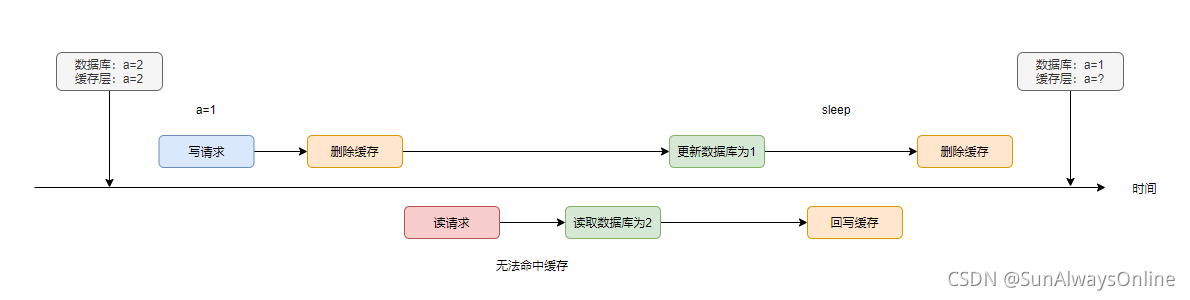 数据库：a=2
缓存层：a=2
数据库：a=1
缓存层：a=?
a=1
sleep
写请求
删除缓存
更新数据库为1
删除缓存
时间
读请求
读取数据库为2
回写缓存
无法命中缓存
CSDN @SunAlwaysOnline